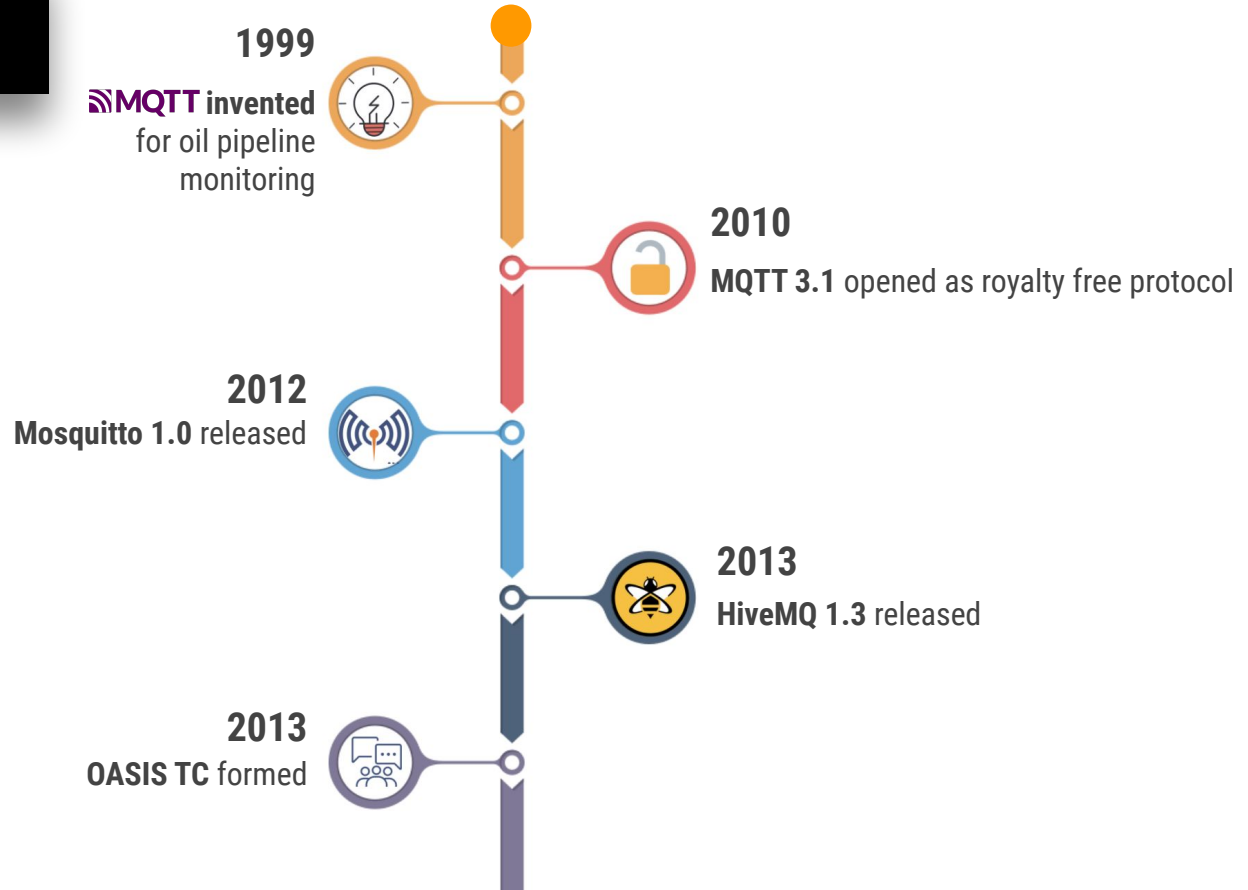 1999
MQTT invented
for oil pipeline
monitoring
2010
MQTT 3.1 opened as royalty free protocol
2012
Mosquitto 1.0 released
2013
HiveMQ 1.3 released
2013
OASIS TC formed